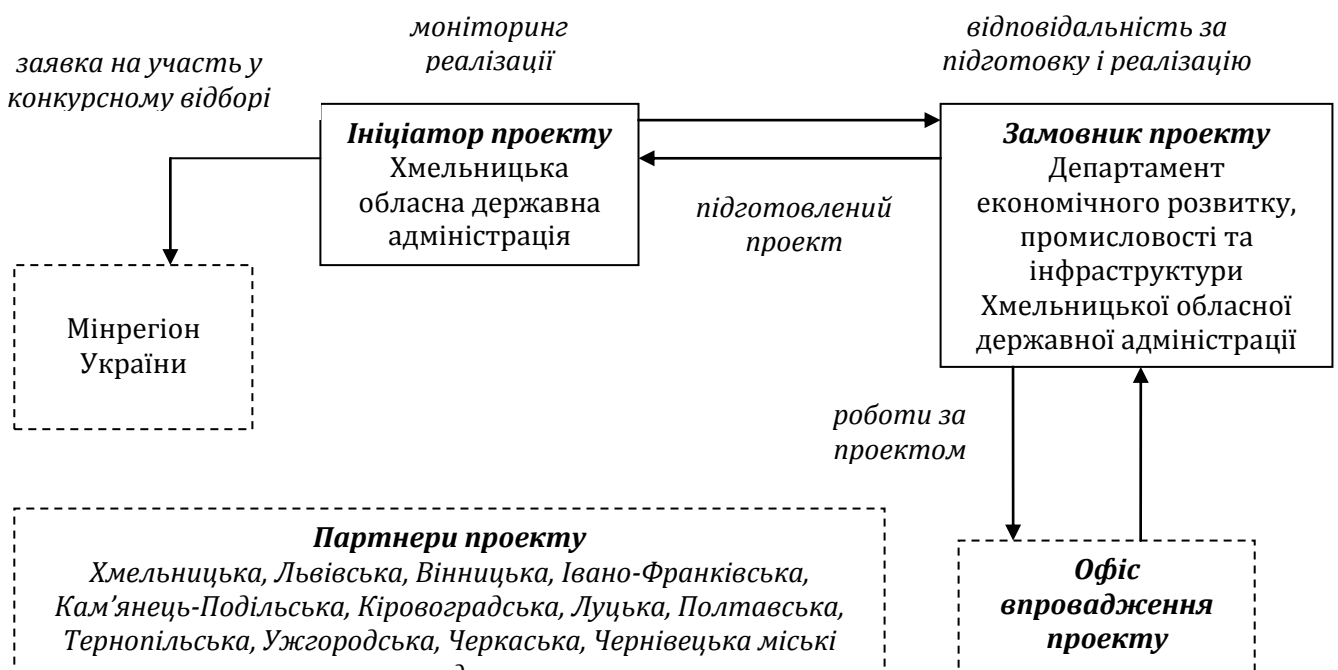 моніторинг
реалізації
відповідальність за
підготовку і реалізацію
заявка на участь у
конкурсному відборі
Ініціатор проекту
Хмельницька
обласна державна
адміністрація
Замовник проекту
Департамент
економічного розвитку,
промисловості та
інфраструктури
Хмельницької обласної
державної адміністрації
підготовлений
проект
Мінрегіон
України
роботи за
проектом
Партнери проекту
Хмельницька, Львівська, Вінницька, Івано-Франківська,
Кам'янець-Подільська, Кіровоградська, Луцька, Полтавська,
Тернопільська, Ужгородська, Черкаська, Чернівецька міські
Офіс
впровадження
проекту